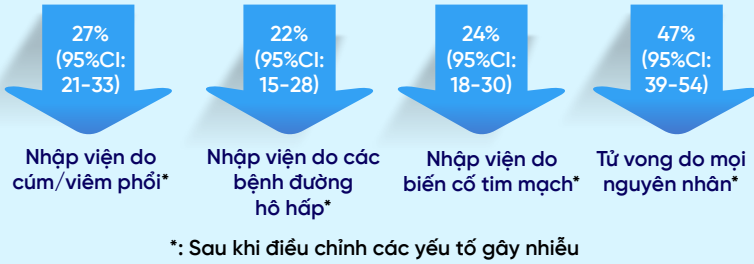 27%
(95%CI:
21-33)
22%
(95%CI:
15-28)
24%
(95%CI:
18-30)
47%
(95%CI:
39-54)
Nhập viện do
cúm/viêm phổi*
Nhập viện do các
bệnh đường
hô hấp*
Nhập viện do
biến cố tim mạch*
Tử vong do mọi
nguyên nhân*
*: Sau khi điều chỉnh các yếu tố gây nhiễu